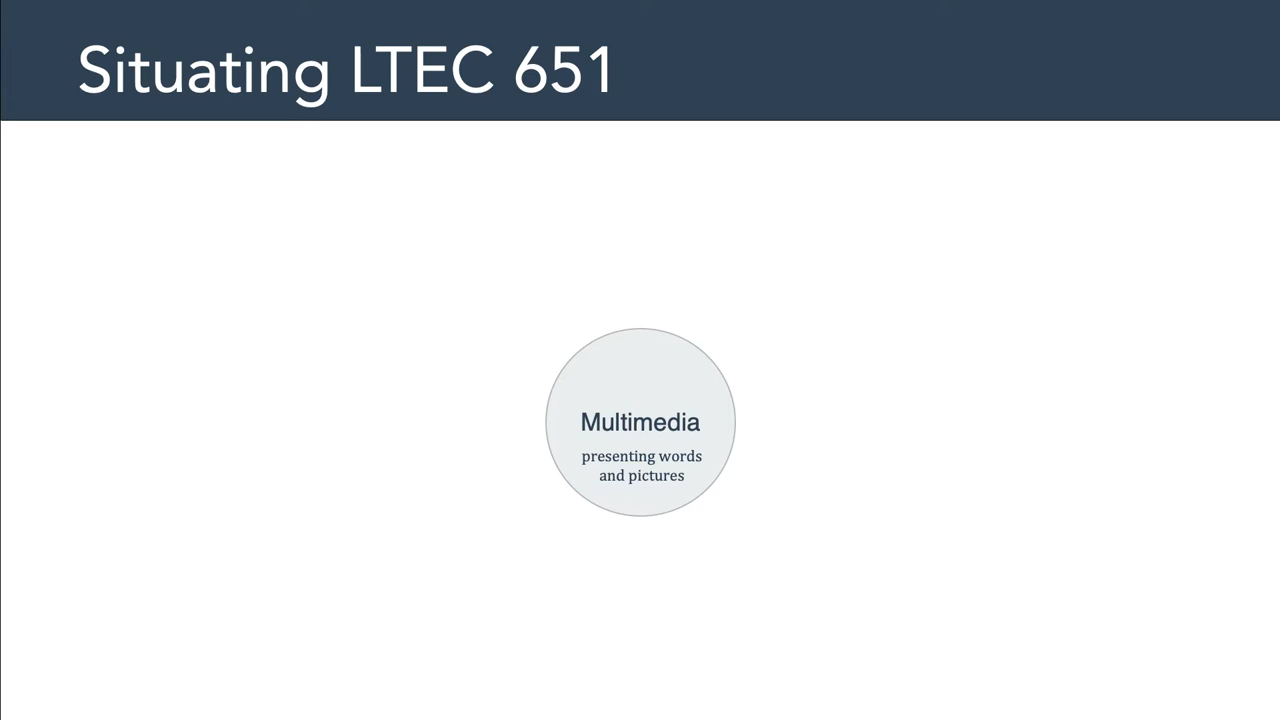 Situating LTEC 651
Multimedia
presenting words
and pictures